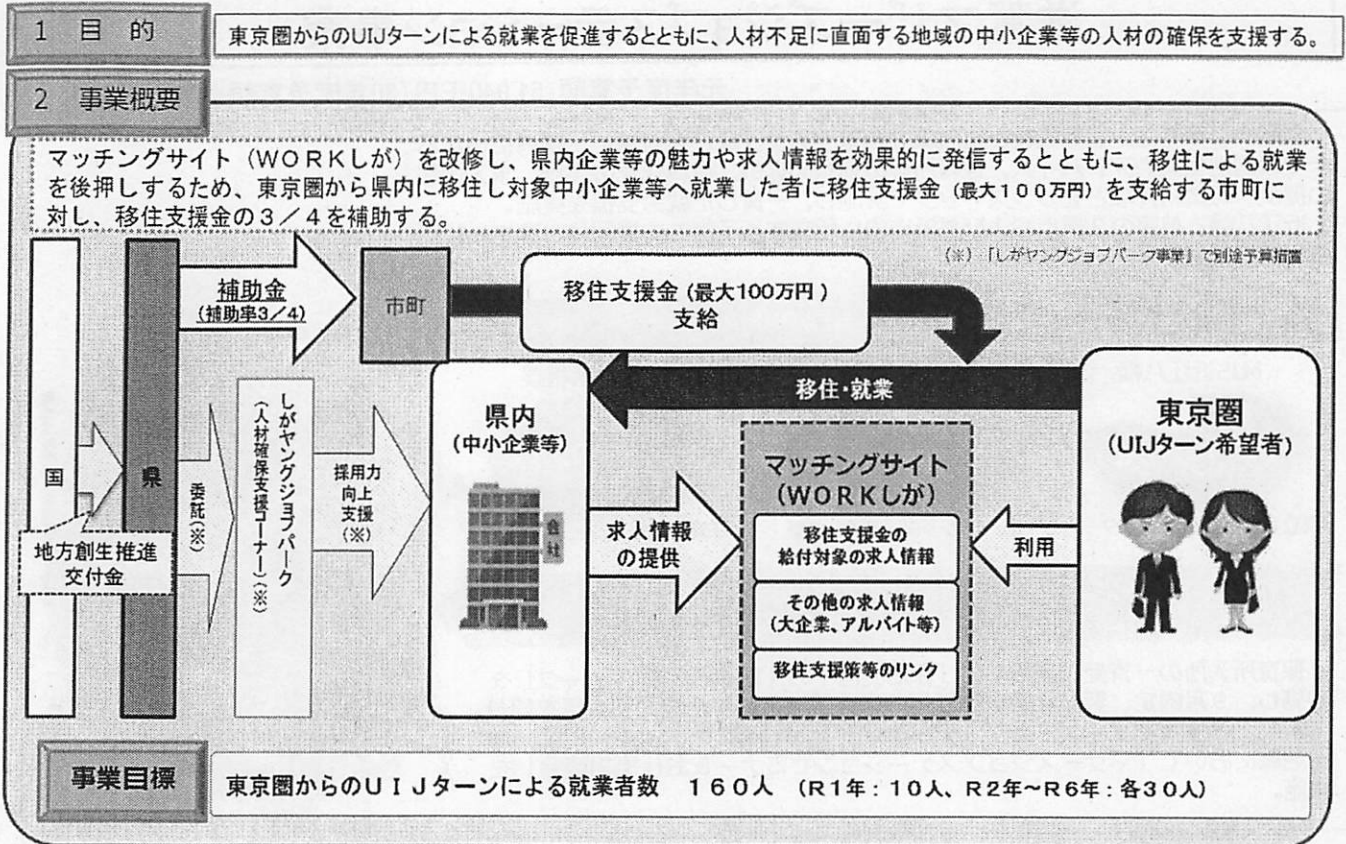 1 目 的
東京圏からのUIJターンによる就業を促進するとともに、人材不足に直面する地域の中小企業等の人材の確保を支援する。
2 事業概要
マッチングサイト（WORKしが）を改修し、県内企業等の魅力や求人情報を効果的に発信するとともに、移住による就業
を後押しするため、東京圏から県内に移住し対象中小企業等へ就業した者に移住支援金（最大100万円）を支給する市町に
対し、移住支援金の3／4を補助する。
（※）「しがヤングジョブパーク事業」で別途予算措置
補助金
(補助率3／4)
市町
移住支援金（最大100万円）
支給
移住・就業
国
県
地方創生推進
交付金
委託(※)
しがヤングジョブパーク
(人材確保支援コーナー)(※)
採用力
向上
支援
(※)
県内
(中小企業等)
会社
求人情報
の提供
マッチングサイト
(WORKしが)
移住支援金の
給付対象の求人情報
その他の求人情報
(大企業、アルバイト等)
移住支援策等のリンク
利用
東京圏
(UIJターン希望者)
事業目標
東京圏からのUIJターンによる就業者数 160人 （R1年：10人、R2年～R6年：各30人）